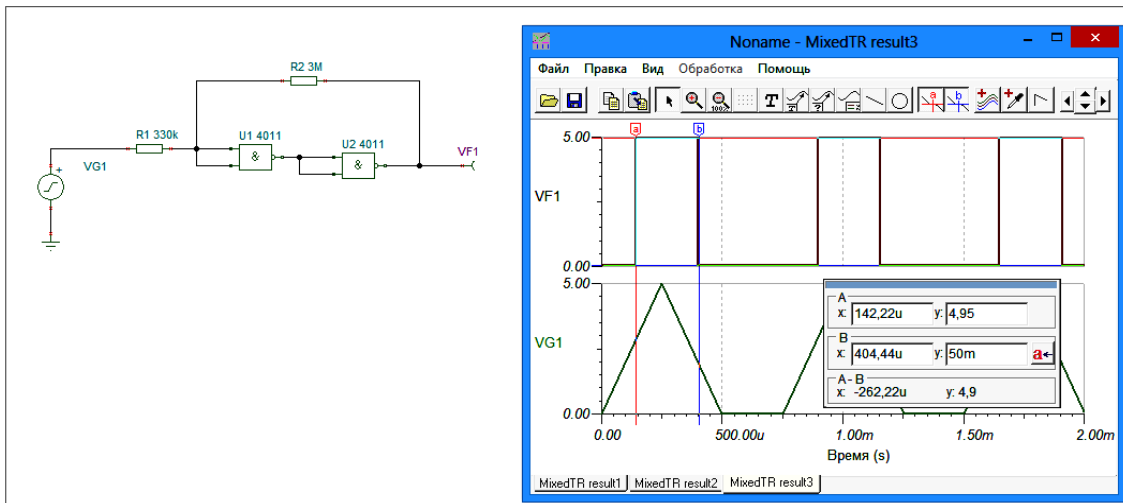 R2 3M
R1 330k
U1 4011
U2 4011
&
&
VG1
+
VF1
Noname - MixedTR result3
Файл Правка Вид Обработка Помощь
100%
T
a b
a b
5.00
VF1
0.00
5.00
VG1
0.00
A
x: 142,22u y: 4,95
B
x: 404,44u y: 50m a
A - B
x: -262,22u y: 4,9
0.00 500.00u 1.00m 1.50m 2.00m
Время (s)
MixedTR result1 MixedTR result2 MixedTR result3